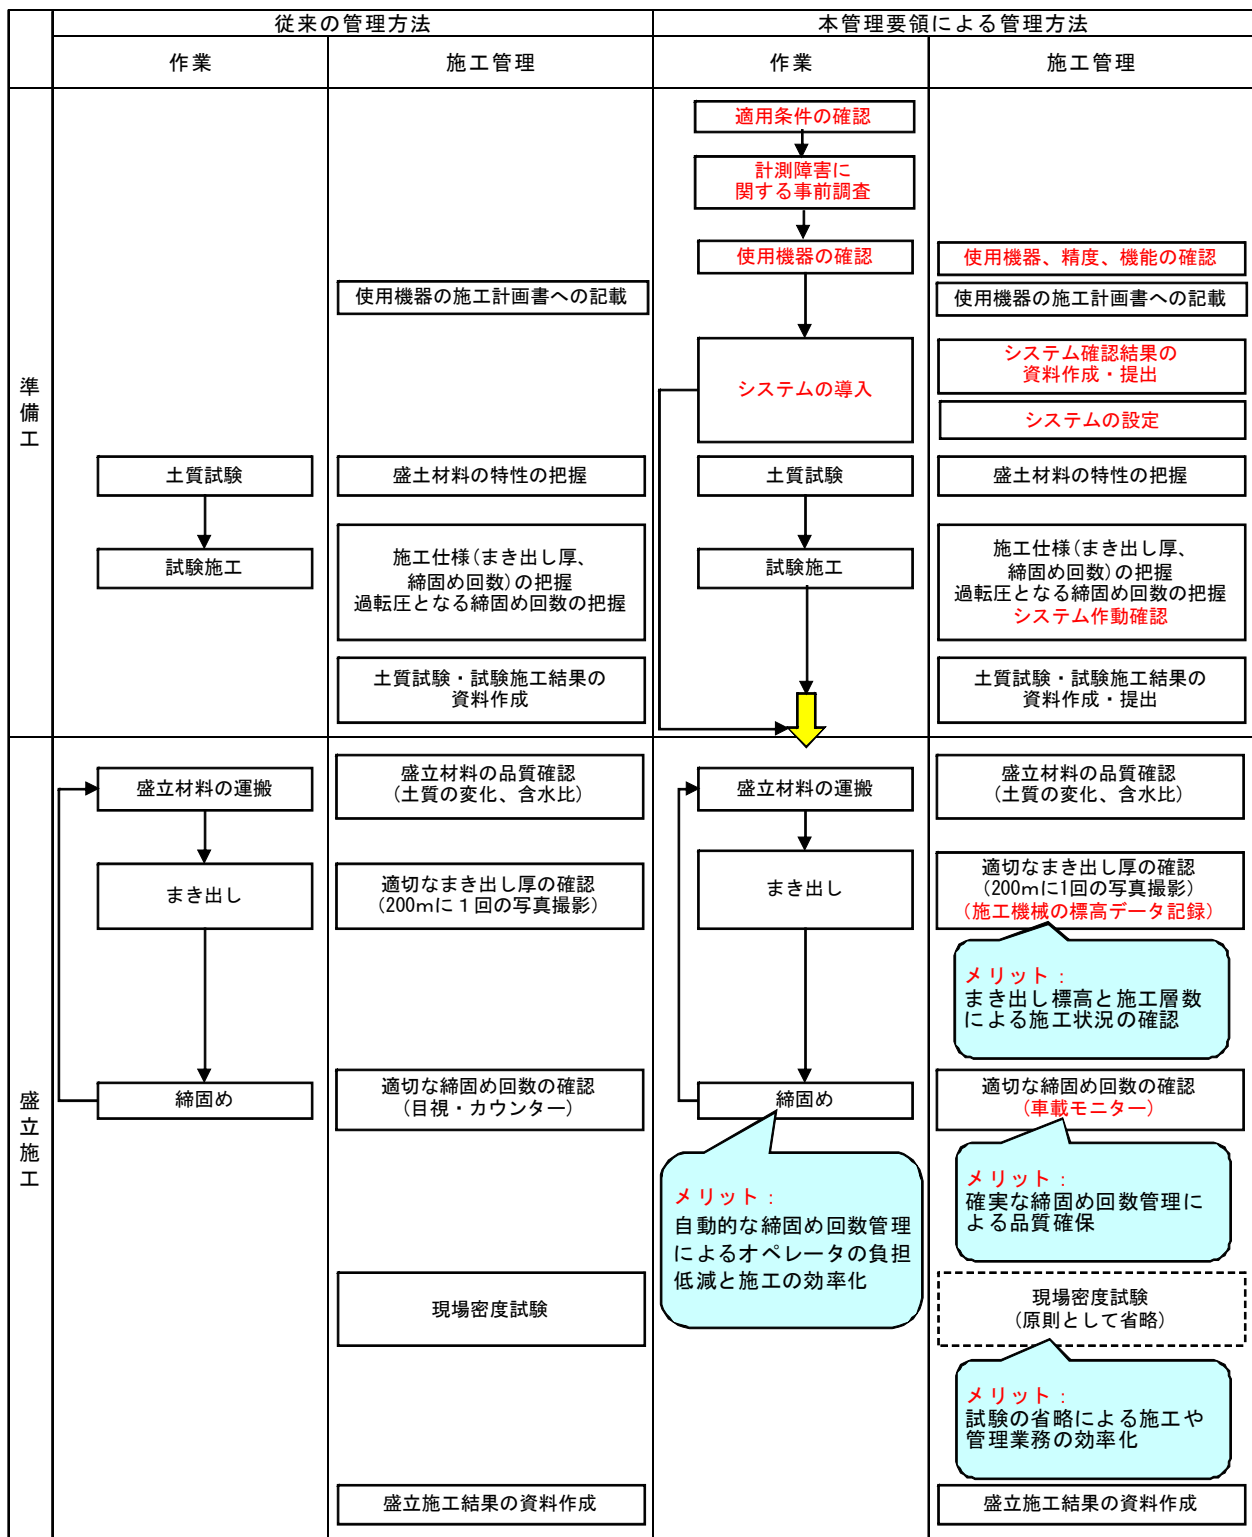 従来の管理方法
本管理要領による管理方法
作業
施工管理
作業
施工管理
準備工
適用条件の確認
計測障害に
関する事前調査
使用機器の確認
使用機器、精度、機能の確認
使用機器の施工計画書への記載
使用機器の施工計画書への記載
システムの導入
システム確認結果の
資料作成・提出
システムの設定
土質試験
盛土材料の特性の把握
土質試験
盛土材料の特性の把握
試験施工
施工仕様(まき出し厚、
締固め回数)の把握
過転圧となる締固め回数の把握
試験施工
施工仕様(まき出し厚、
締固め回数)の把握
過転圧となる締固め回数の把握
システム作動確認
土質試験・試験施工結果の
資料作成
土質試験・試験施工結果の
資料作成・提出
盛立施工
盛立材料の運搬
盛立材料の品質確認
(土質の変化、含水比)
盛立材料の運搬
盛立材料の品質確認
(土質の変化、含水比)
まき出し
適切なまき出し厚の確認
(200mに1回の写真撮影)
まき出し
適切なまき出し厚の確認
(200mに1回の写真撮影)
(施工機械の標高データ記録)
メリット：
まき出し標高と施工層数
による施工状況の確認
締固め
適切な締固め回数の確認
(目視・カウンター)
締固め
適切な締固め回数の確認
(車載モニター)
メリット：
自動的な締固め回数管理
によるオペレータの負担
低減と施工の効率化
メリット：
確実な締固め回数管理に
よる品質確保
現場密度試験
現場密度試験
(原則として省略)
メリット：
試験の省略による施工や
管理業務の効率化
盛立施工結果の資料作成
盛立施工結果の資料作成